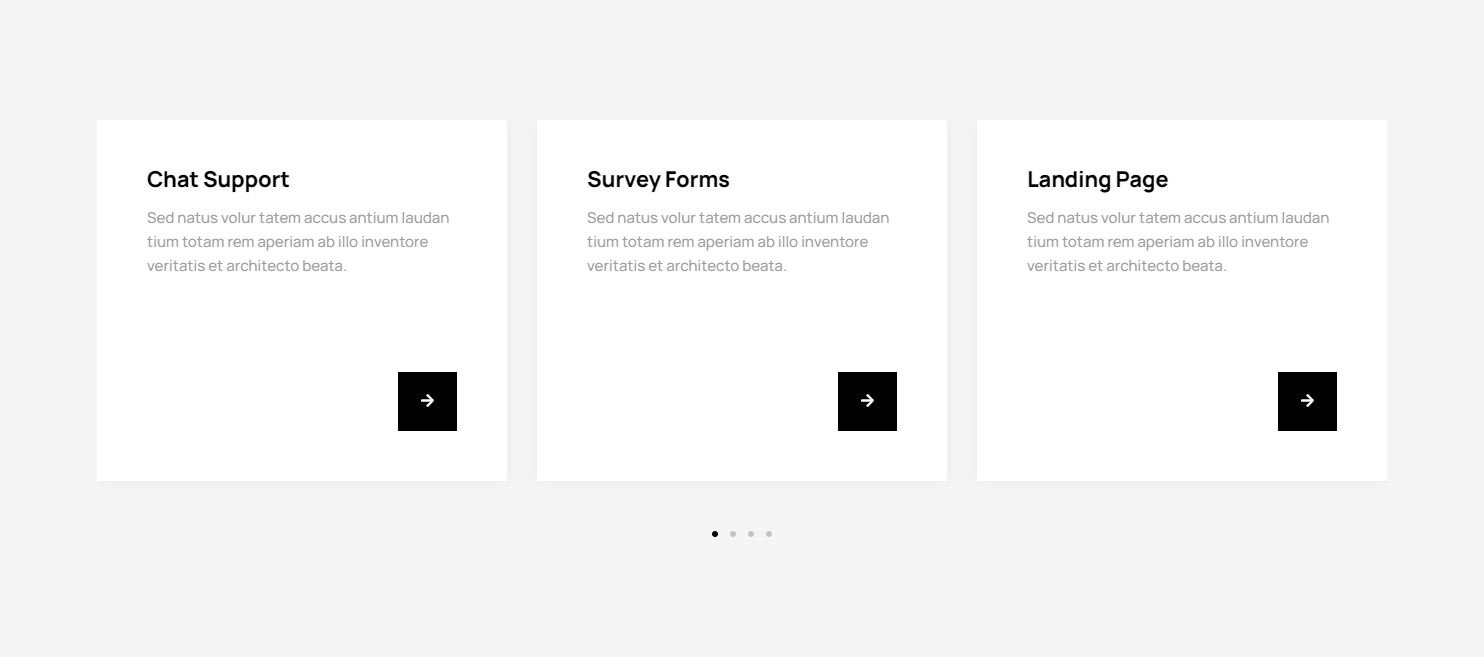 Chat Support
Sed natus volur tatem accus antium laudan
tium totam rem aperiam ab illo inventore
veritatis et architecto beata.
Survey Forms
Sed natus volur tatem accus antium laudan
tium totam rem aperiam ab illo inventore
veritatis et architecto beata.
Landing Page
Sed natus volur tatem accus antium laudan
tium totam rem aperiam ab illo inventore
veritatis et architecto beata.